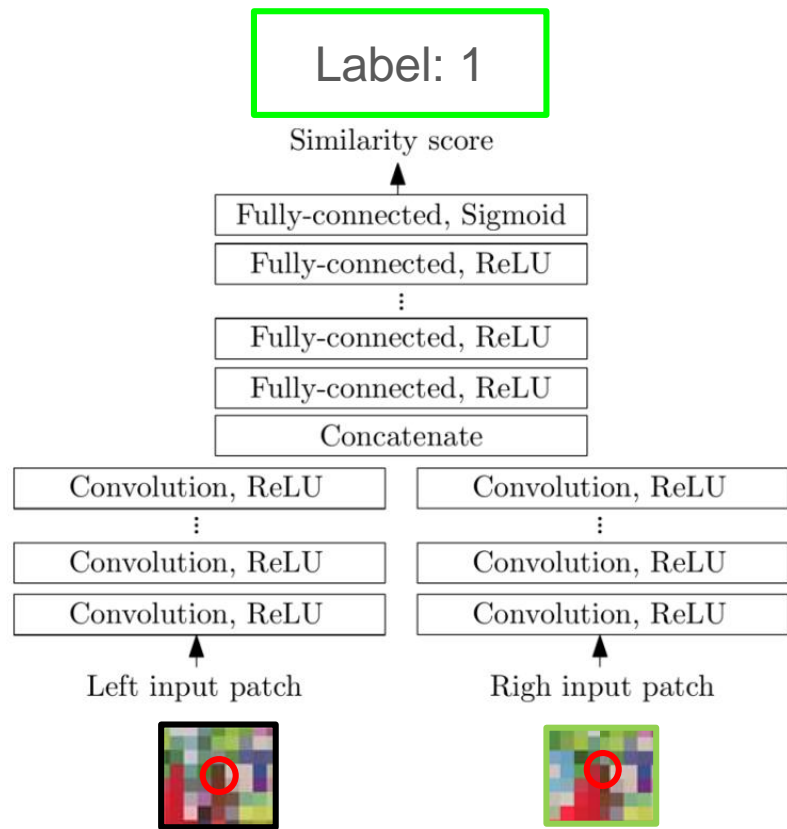 Label: 1
Similarity score
Fully-connected, Sigmoid
Fully-connected, ReLU
⋮
Fully-connected, ReLU
Fully-connected, ReLU
Concatenate
Convolution, ReLU Convolution, ReLU
⋮ ⋮
Convolution, ReLU Convolution, ReLU
Convolution, ReLU Convolution, ReLU
Left input patch Righ input patch